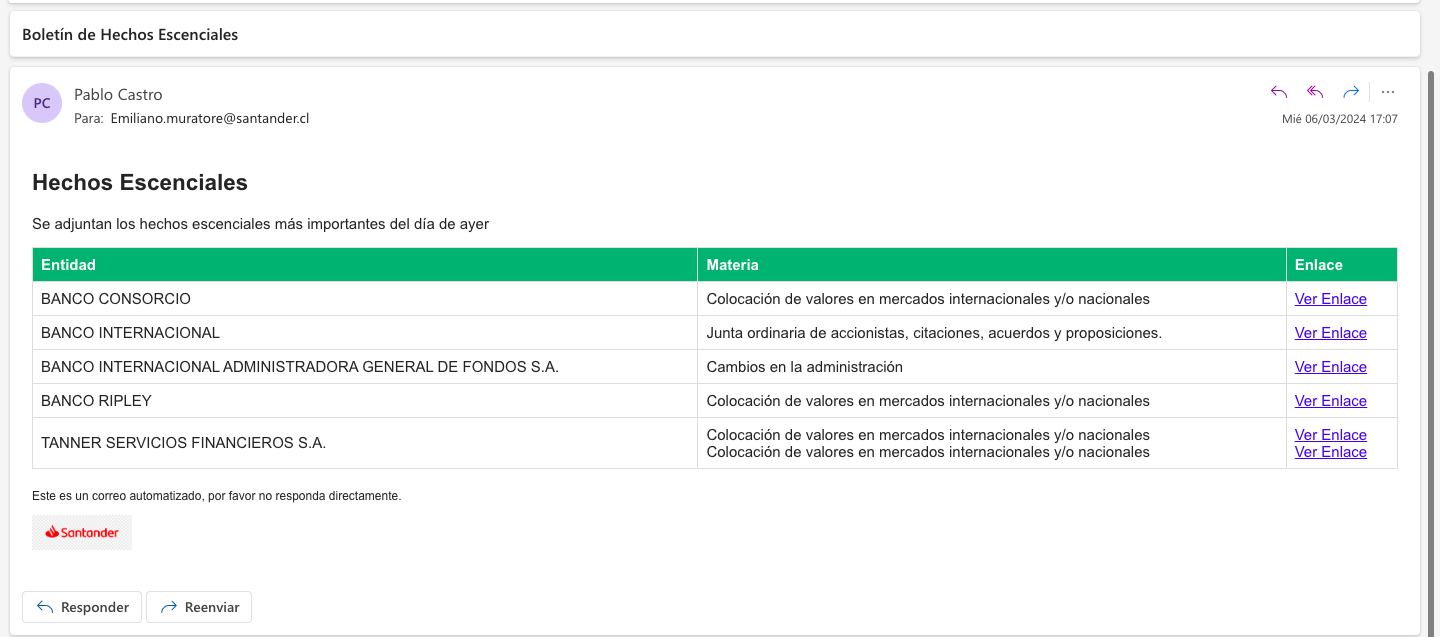 Boletín de Hechos Escenciales
PC
Pablo Castro
Para: Emiliano.muratore@santander.cl
Mié 06/03/2024 17:07
Hechos Escenciales
Se adjuntan los hechos escenciales más importantes del día de ayer
Entidad Materia Enlace
BANCO CONSORCIO Colocación de valores en mercados internacionales y/o nacionales Ver Enlace
BANCO INTERNACIONAL Junta ordinaria de accionistas, citaciones, acuerdos y proposiciones. Ver Enlace
BANCO INTERNACIONAL ADMINISTRADORA GENERAL DE FONDOS S.A. Cambios en la administración Ver Enlace
BANCO RIPLEY Colocación de valores en mercados internacionales y/o nacionales Ver Enlace
TANNER SERVICIOS FINANCIEROS S.A. Colocación de valores en mercados internacionales y/o nacionales Ver Enlace
Colocación de valores en mercados internacionales y/o nacionales Ver Enlace
Este es un correo automatizado, por favor no responda directamente.
Santander
Responder Reenviar